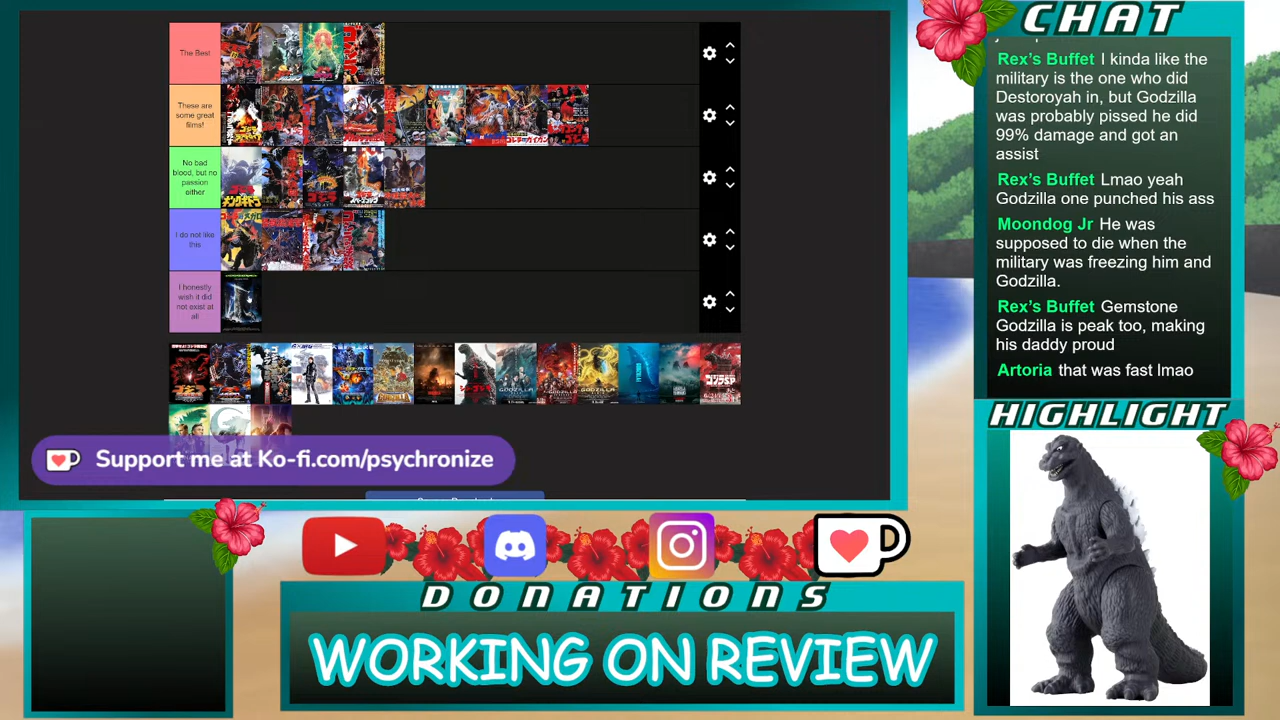 The Best
These are
some great
films!
No bad
blood, but no
passion
either
I do not like
this
I honestly
wish it did
not exist at
all
Support me at Ko-fi.com/psychronize
CHAT
Rex's Buffet I kinda like the
military is the one who did
Destoroyah in, but Godzilla
was probably pissed he did
99% damage and got an
assist
Rex's Buffet Lmao yeah
Godzilla one punched his ass
Moondog Jr He was
supposed to die when the
military was freezing him and
Godzilla.
Rex's Buffet Gemstone
Godzilla is peak too, making
his daddy proud
Artoria that was fast lmao
HIGHLIGHT
DONATIONS
WORKING ON REVIEW